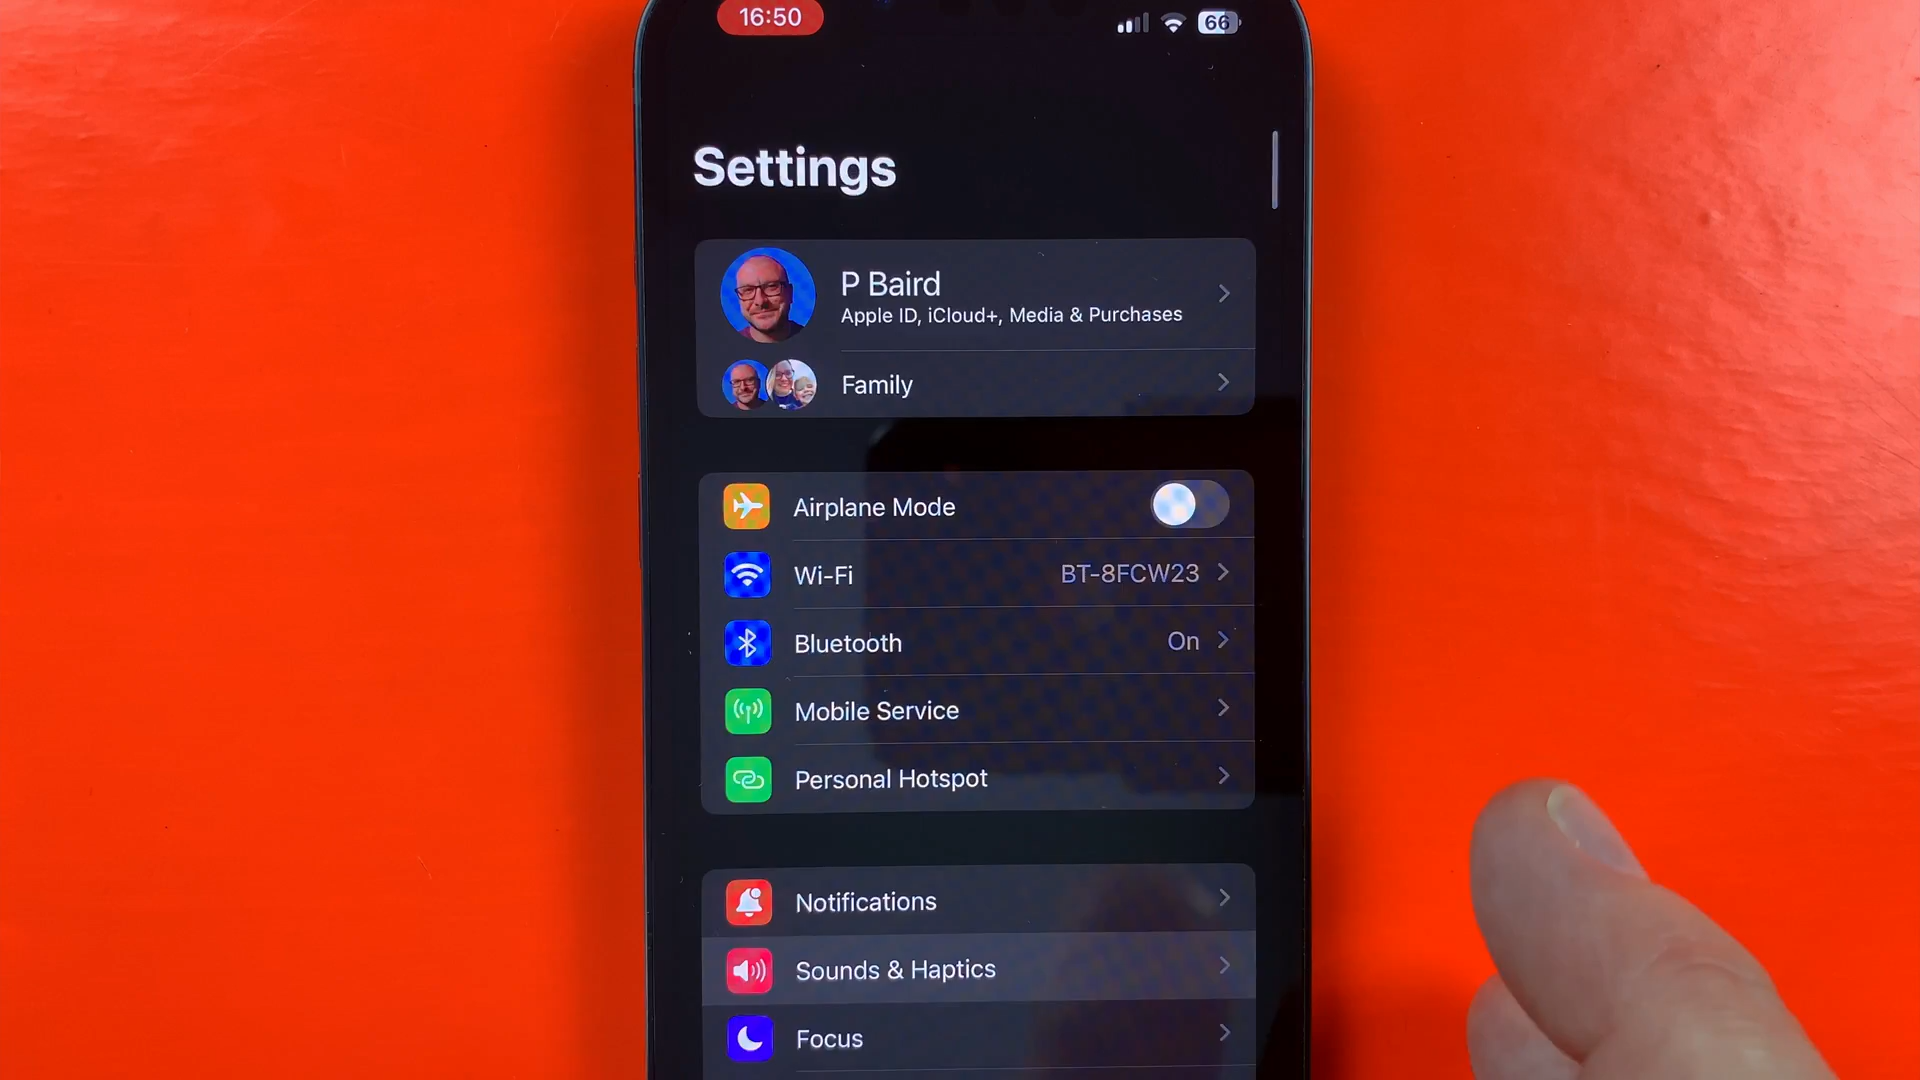 16:50
66
Settings
P Baird
Apple ID, iCloud+, Media & Purchases
Family
Airplane Mode
Wi-Fi BT-8FCW23
Bluetooth On
Mobile Service
Personal Hotspot
Notifications
Sounds & Haptics
Focus